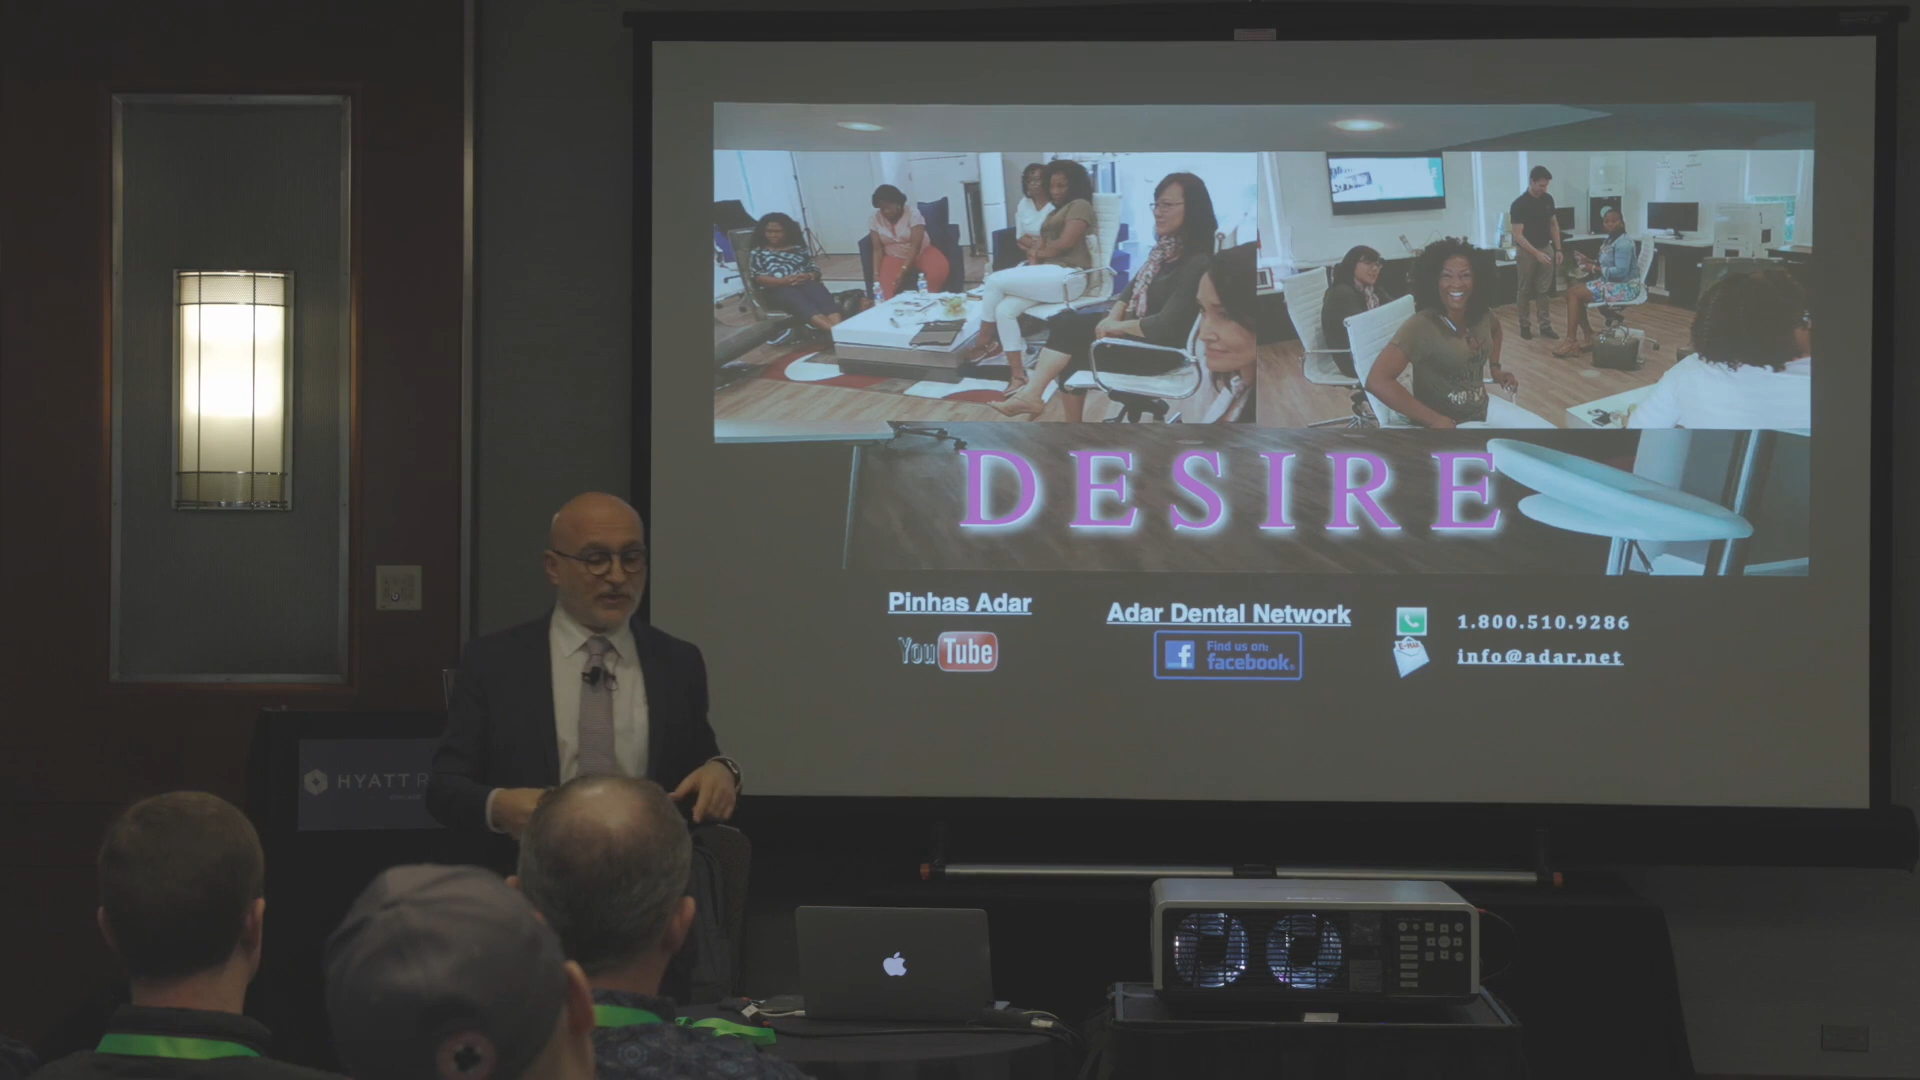 DESIRE
Pinhas Adar
YouTube
Adar Dental Network
Find us on:
facebook.
1.800.510.9286
E-Mail
info@adar.net
HYATT R